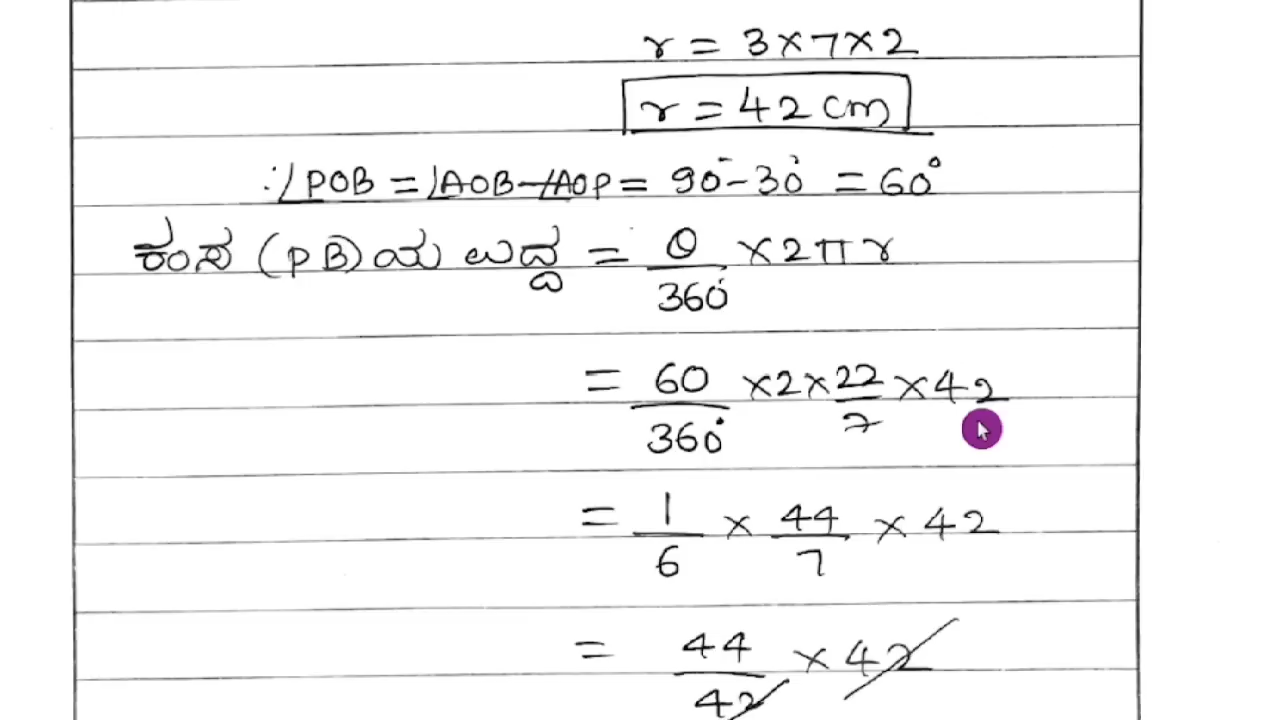 r = 3×7×2
r = 42 cm
∴ ∠POB = ∠AOB - ∠AOP = 90° - 30° = 60°
ಕಂಸ (PB)ಯ ಉದ್ದ = θ/360° × 2πr
= 60/360° × 2 × 22/7 × 42
= 1/6 × 44/7 × 42
= 44/42 × 42